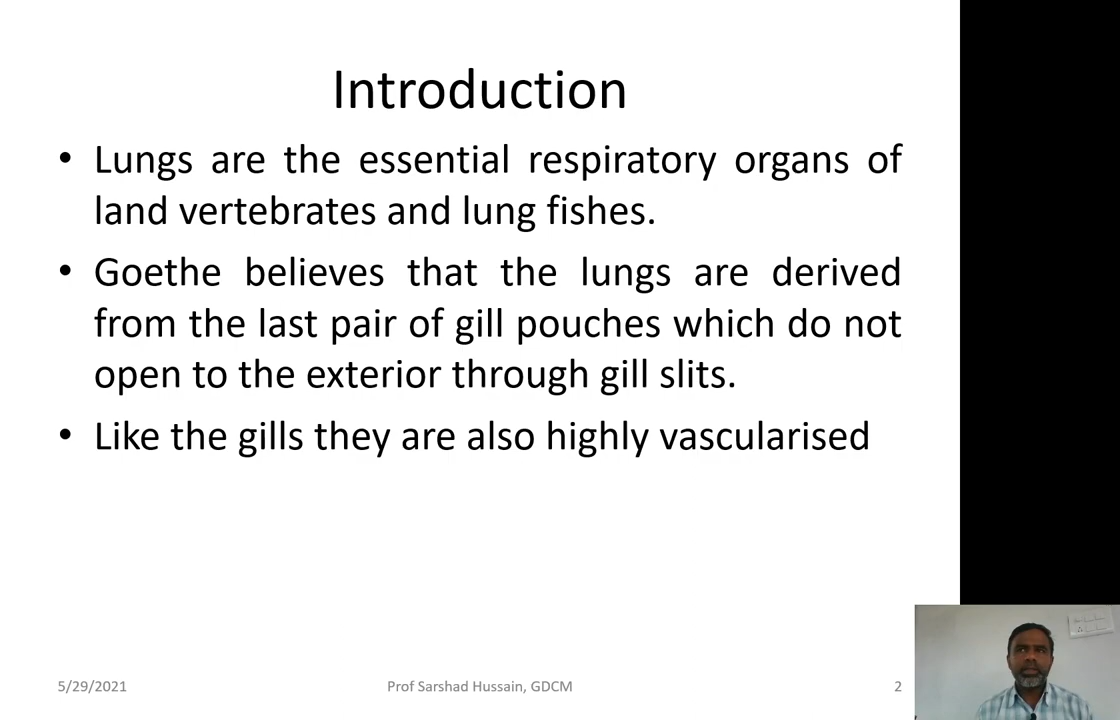 Introduction
• Lungs are the essential respiratory organs of
land vertebrates and lung fishes.
• Goethe believes that the lungs are derived
from the last pair of gill pouches which do not
open to the exterior through gill slits.
• Like the gills they are also highly vascularised
5/29/2021
Prof Sarshad Hussain, GDCM
2